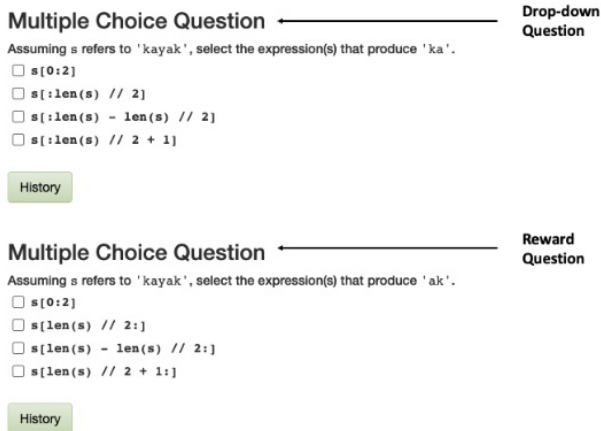 Multiple Choice Question
Drop-down
Question
Assuming s refers to 'kayak', select the expression(s) that produce 'ka'.
s[0:2]
s[:len(s) // 2]
s[:len(s) - len(s) // 2]
s[:len(s) // 2 + 1]
History
Multiple Choice Question
Reward
Question
Assuming s refers to 'kayak', select the expression(s) that produce 'ak'.
s[0:2]
s[len(s) // 2:]
s[len(s) - len(s) // 2:]
s[len(s) // 2 + 1:]
History